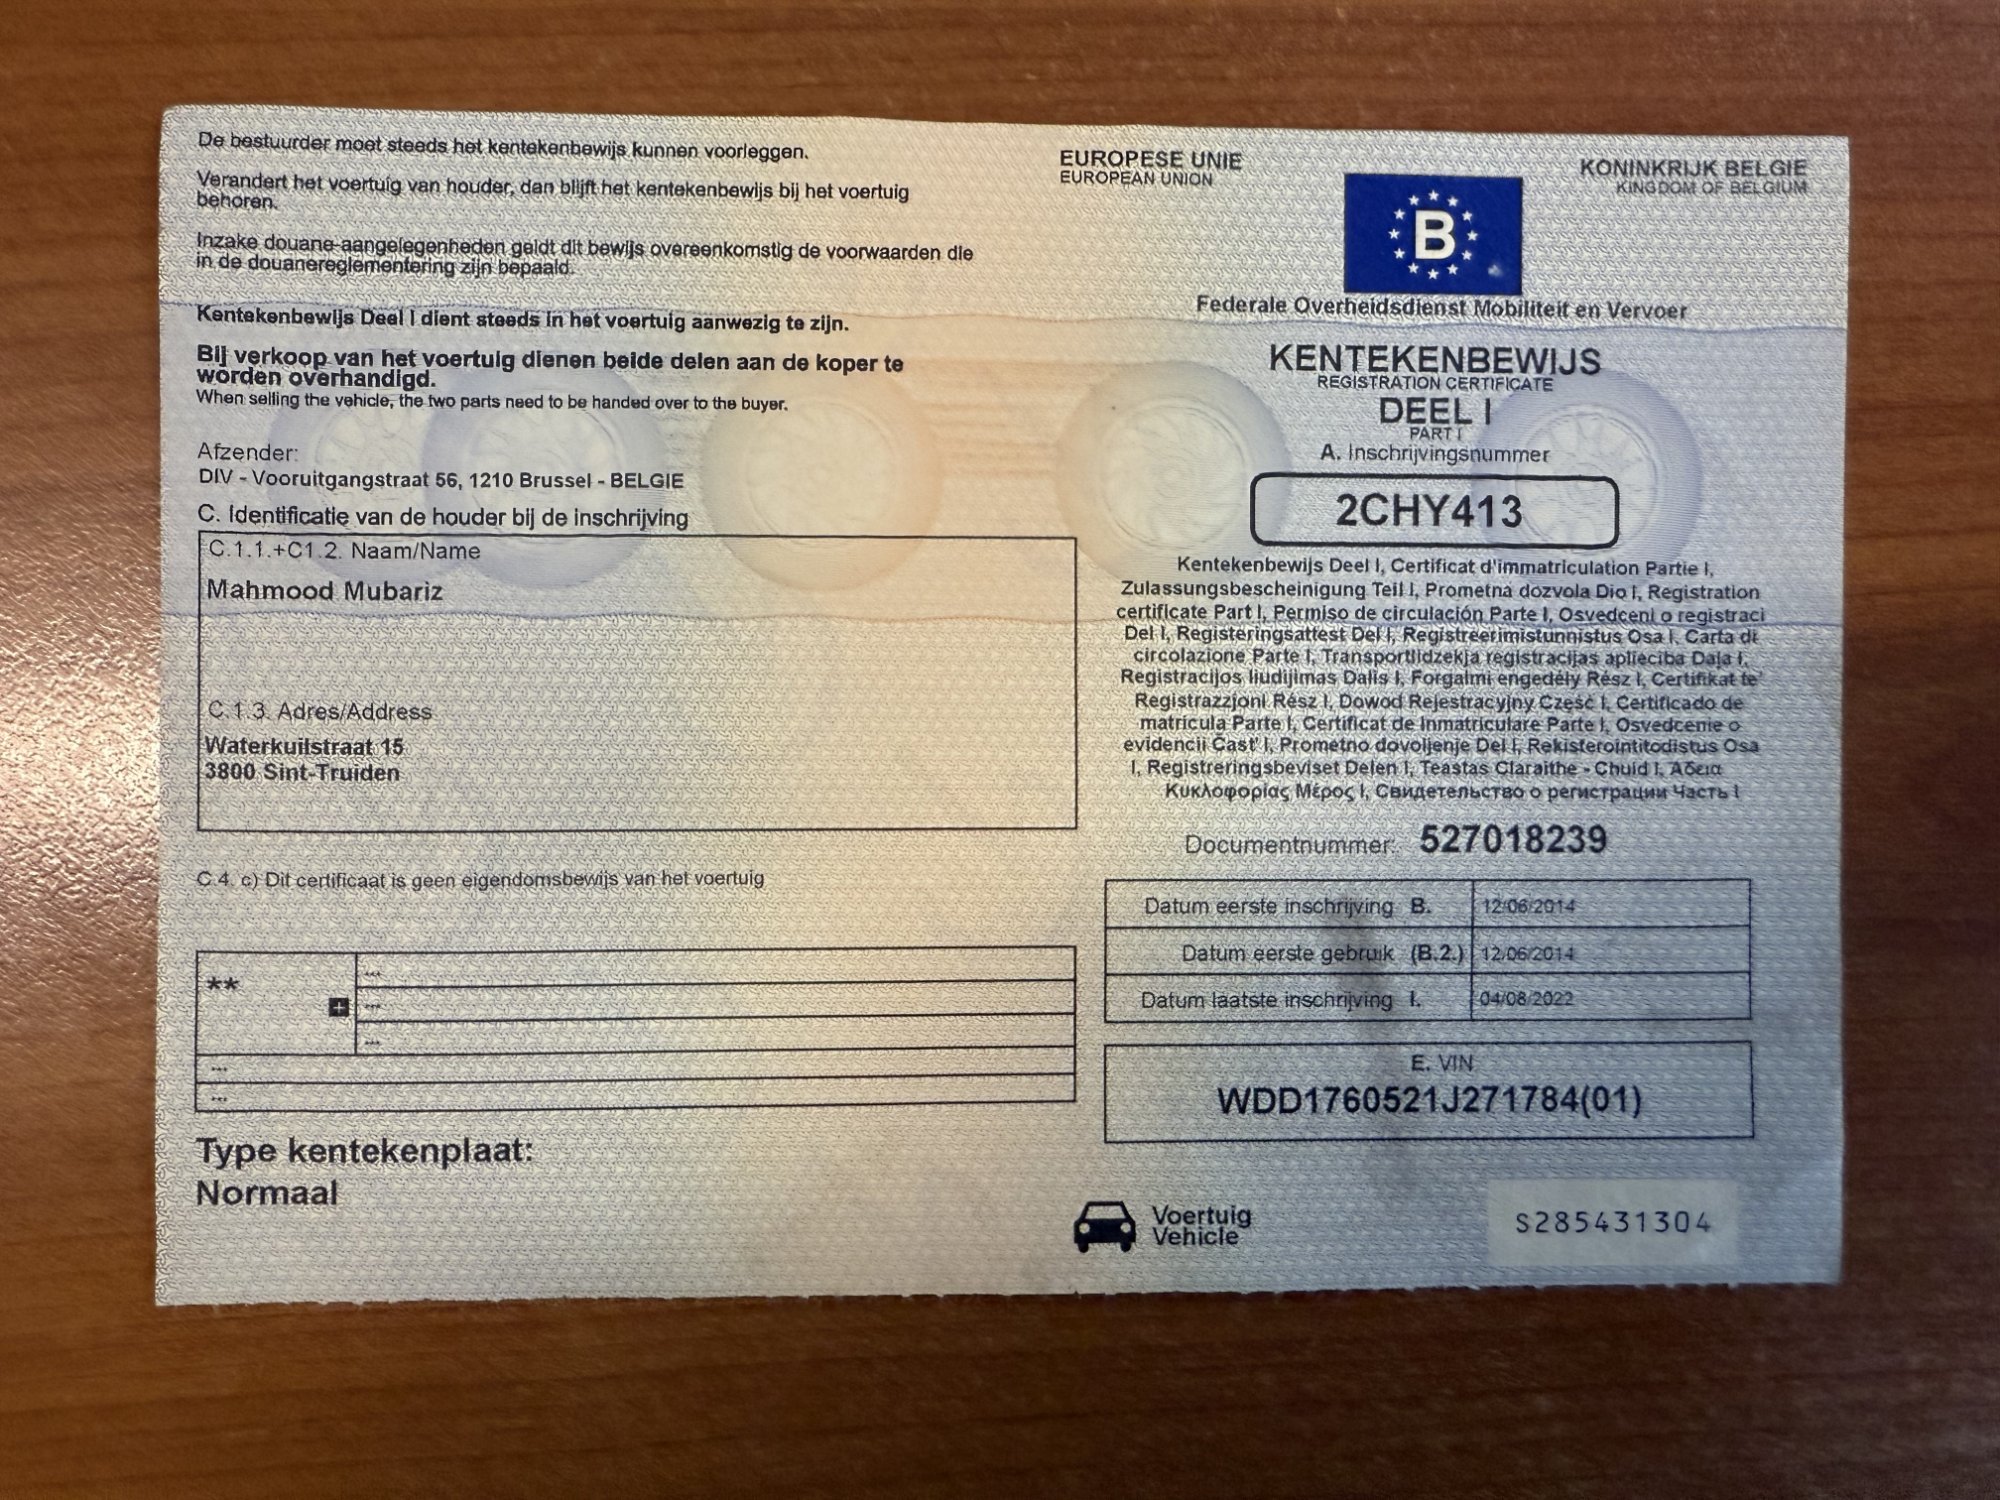 De bestuurder moet steeds het kentekenbewijs kunnen voorleggen.
Verandert het voertuig van houder, dan blijft het kentekenbewijs bij het voertuig
behoren.
Inzake douane-aangelegenheden geldt dit bewijs overeenkomstig de voorwaarden die
in de douanereglementering zijn bepaald.
Kentekenbewijs Deel I dient steeds in het voertuig aanwezig te zijn.
Bij verkoop van het voertuig dienen beide delen aan de koper te
worden overhandigd.
When selling the vehicle, the two parts need to be handed over to the buyer.
Afzender:
DIV - Vooruitgangstraat 56, 1210 Brussel - BELGIE
C. Identificatie van de houder bij de inschrijving
C.1.1.+C1.2. Naam/Name
Mahmood Mubariz
C.1.3. Adres/Address
Waterkuilstraat 15
3800 Sint-Truiden
C.4. c) Dit certificaat is geen eigendomsbewijs van het voertuig
**
+
***
***
***
***
***
Type kentekenplaat:
Normaal
EUROPESE UNIE
EUROPEAN UNION
B
KONINKRIJK BELGIE
KINGDOM OF BELGIUM
Federale Overheidsdienst Mobiliteit en Vervoer
KENTEKENBEWIJS
REGISTRATION CERTIFICATE
DEEL I
PART I
A. Inschrijvingsnummer
2CHY413
Kentekenbewijs Deel I, Certificat d'immatriculation Partie I,
Zulassungsbescheinigung Teil I, Prometna dozvola Dio I, Registration
certificate Part I, Permiso de circulación Parte I, Osvedceni o registraci
Del I, Registeringsattest Del I, Registreerimistunnistus Osa I, Carta di
circolazione Parte I, Transportlidzekja registracijas aplieciba Daļa I,
Registracijos liudijimas Dalis I, Forgalmi engedély Rész I, Certifikat te'
Registrazzjoni Rész I, Dowod Rejestracyjny Część I, Certificado de
matricula Parte I, Certificat de Inmatriculare Parte I, Osvedcenie o
evidencii Časť I, Prometno dovoljenje Del I, Rekisterointitodistus Osa
I, Registreringsbeviset Delen I, Teastas Claraithe - Chuid I, Άδεια
Κυκλοφορίας Μέρος I, Свидетельство о регистрации Часть I
Documentnummer: 527018239
Datum eerste inschrijving B. 12/06/2014
Datum eerste gebruik (B.2.) 12/06/2014
Datum laatste inschrijving I. 04/08/2022
E. VIN
WDD1760521J271784(01)
Voertuig
Vehicle
S285431304